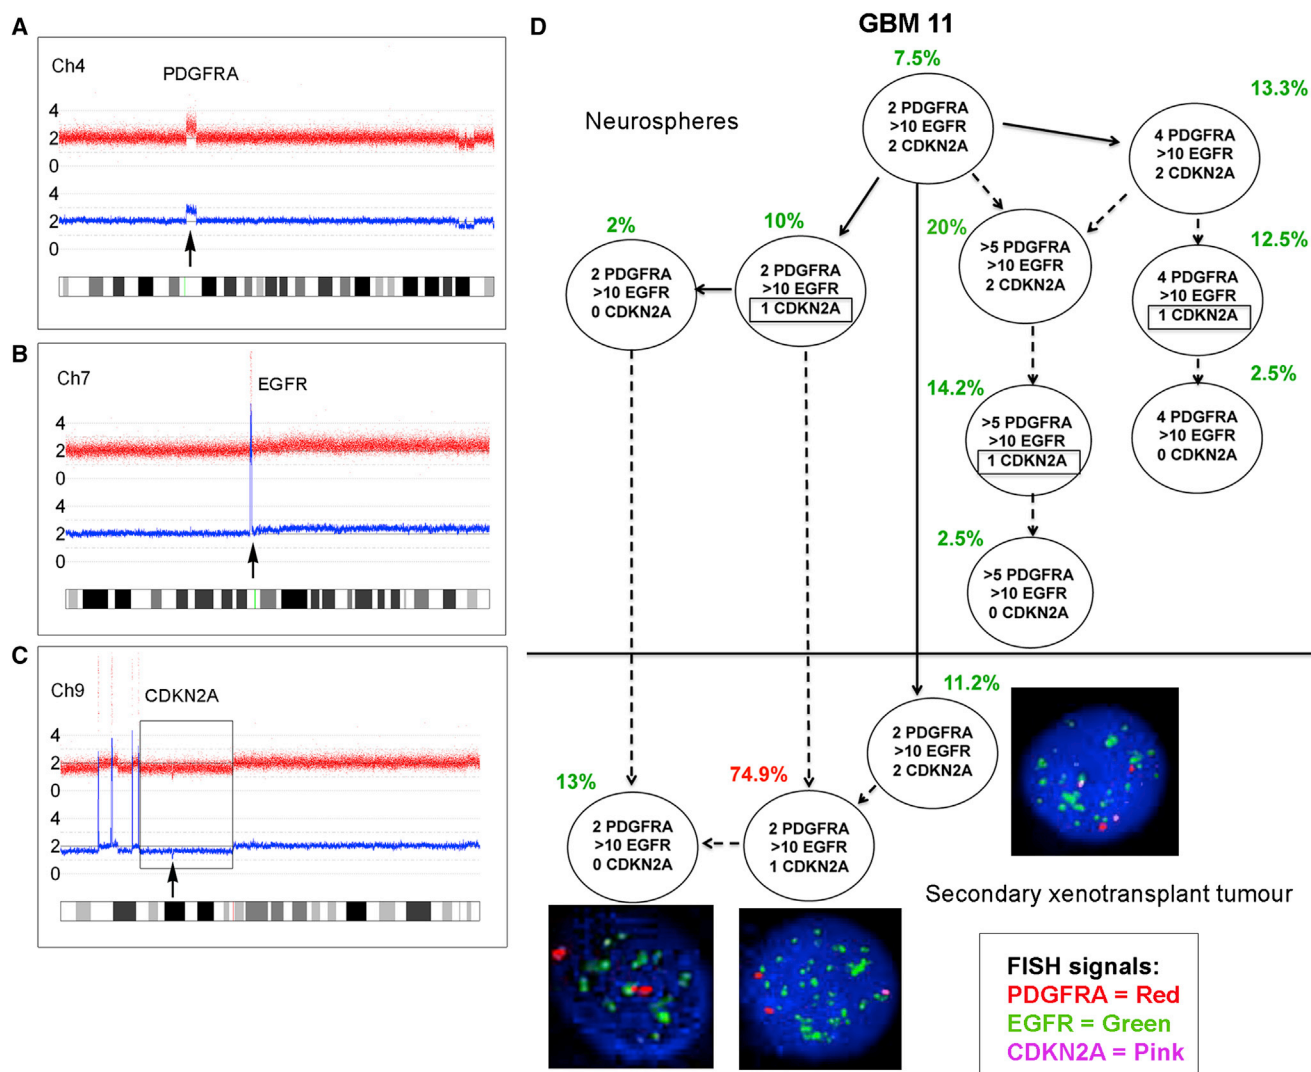 A
Ch4
PDGFRA
4
2
0
4
2
0
B
Ch7
EGFR
4
2
0
4
2
0
C
Ch9
CDKN2A
4
2
0
4
2
0
D
GBM 11
Neurospheres
7.5%
2 PDGFRA
>10 EGFR
2 CDKN2A
13.3%
4 PDGFRA
>10 EGFR
2 CDKN2A
2%
2 PDGFRA
>10 EGFR
0 CDKN2A
10%
2 PDGFRA
>10 EGFR
1 CDKN2A
20%
>5 PDGFRA
>10 EGFR
2 CDKN2A
12.5%
4 PDGFRA
>10 EGFR
1 CDKN2A
14.2%
>5 PDGFRA
>10 EGFR
1 CDKN2A
2.5%
4 PDGFRA
>10 EGFR
0 CDKN2A
2.5%
>5 PDGFRA
>10 EGFR
0 CDKN2A
11.2%
2 PDGFRA
>10 EGFR
2 CDKN2A
13%
2 PDGFRA
>10 EGFR
0 CDKN2A
74.9%
2 PDGFRA
>10 EGFR
1 CDKN2A
Secondary xenotransplant tumour
FISH signals:
PDGFRA = Red
EGFR = Green
CDKN2A = Pink